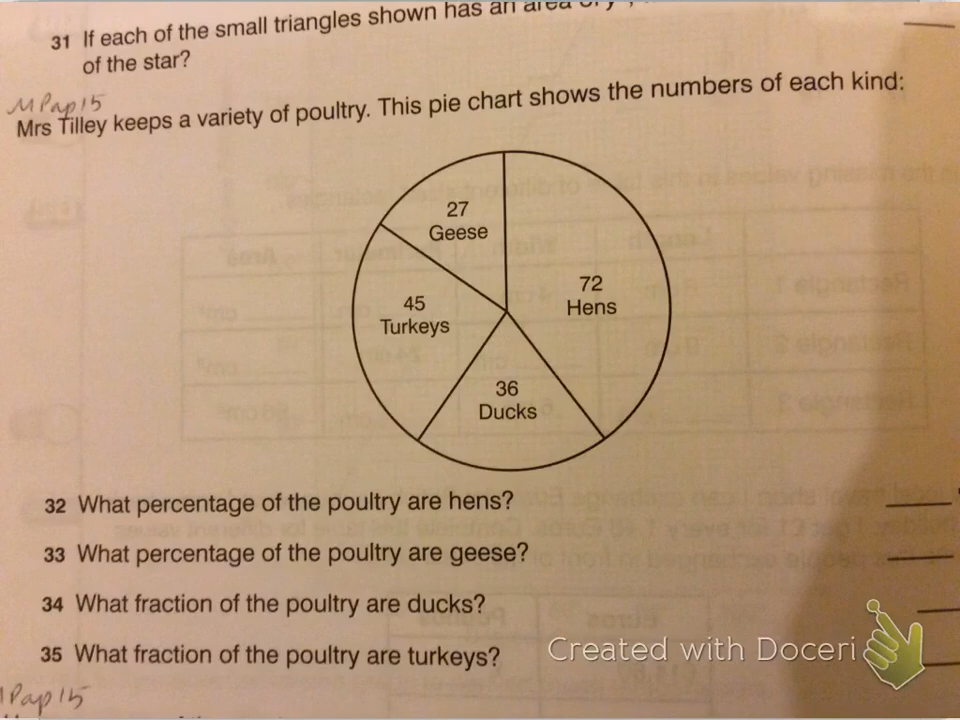 31 If each of the small triangles shown has an area of
of the star?
M Pap 15
Mrs Tilley keeps a variety of poultry. This pie chart shows the numbers of each kind:
27
Geese
72
Hens
45
Turkeys
36
Ducks
32 What percentage of the poultry are hens?
33 What percentage of the poultry are geese?
34 What fraction of the poultry are ducks?
35 What fraction of the poultry are turkeys?
Created with Doceri
Pap 15